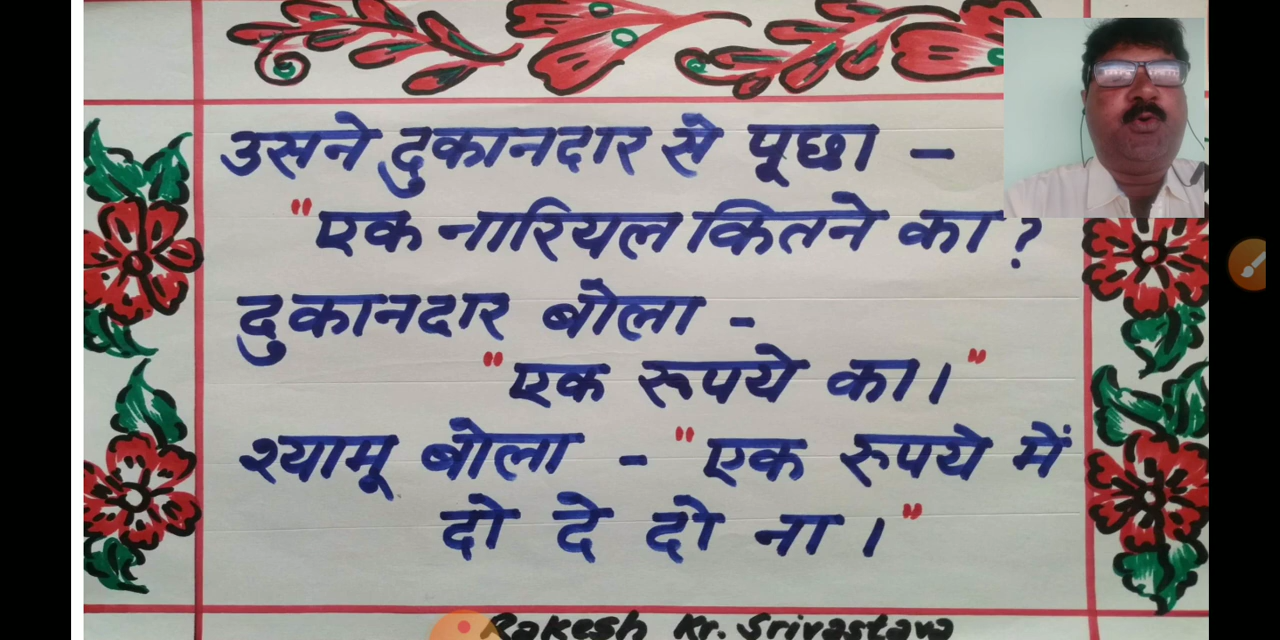 उसने दुकानदार से पूछा -
"एक नारियल कितने का?
दुकानदार बोला -
"एक रूपये का।"
श्यामू बोला - "एक रुपये में
दो दे दो ना।"
Rakesh Kr. Srivastava